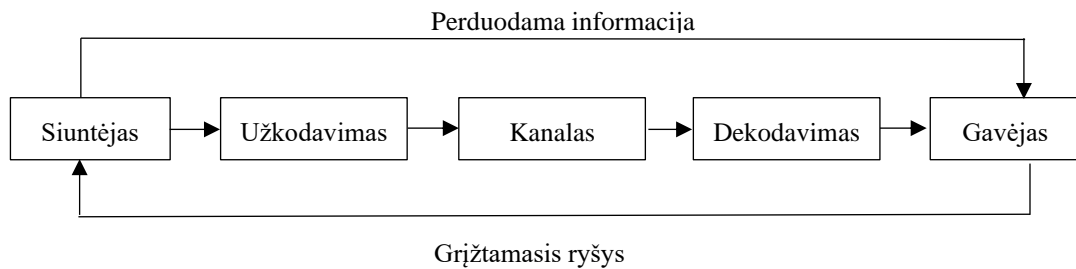 Perduodama informacija
Siuntėjas
Užkodavimas
Kanalas
Dekodavimas
Gavėjas
Grįžtamasis ryšys